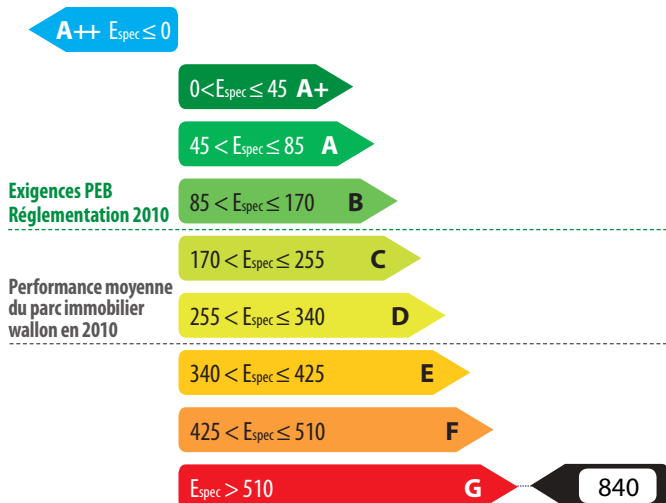 A++ Espec ≤ 0
0 < Espec ≤ 45 A+
45 < Espec ≤ 85 A
Exigences PEB
Réglementation 2010
85 < Espec ≤ 170 B
170 < Espec ≤ 255 C
Performance moyenne
du parc immobilier
wallon en 2010
255 < Espec ≤ 340 D
340 < Espec ≤ 425 E
425 < Espec ≤ 510 F
Espec > 510 G 840